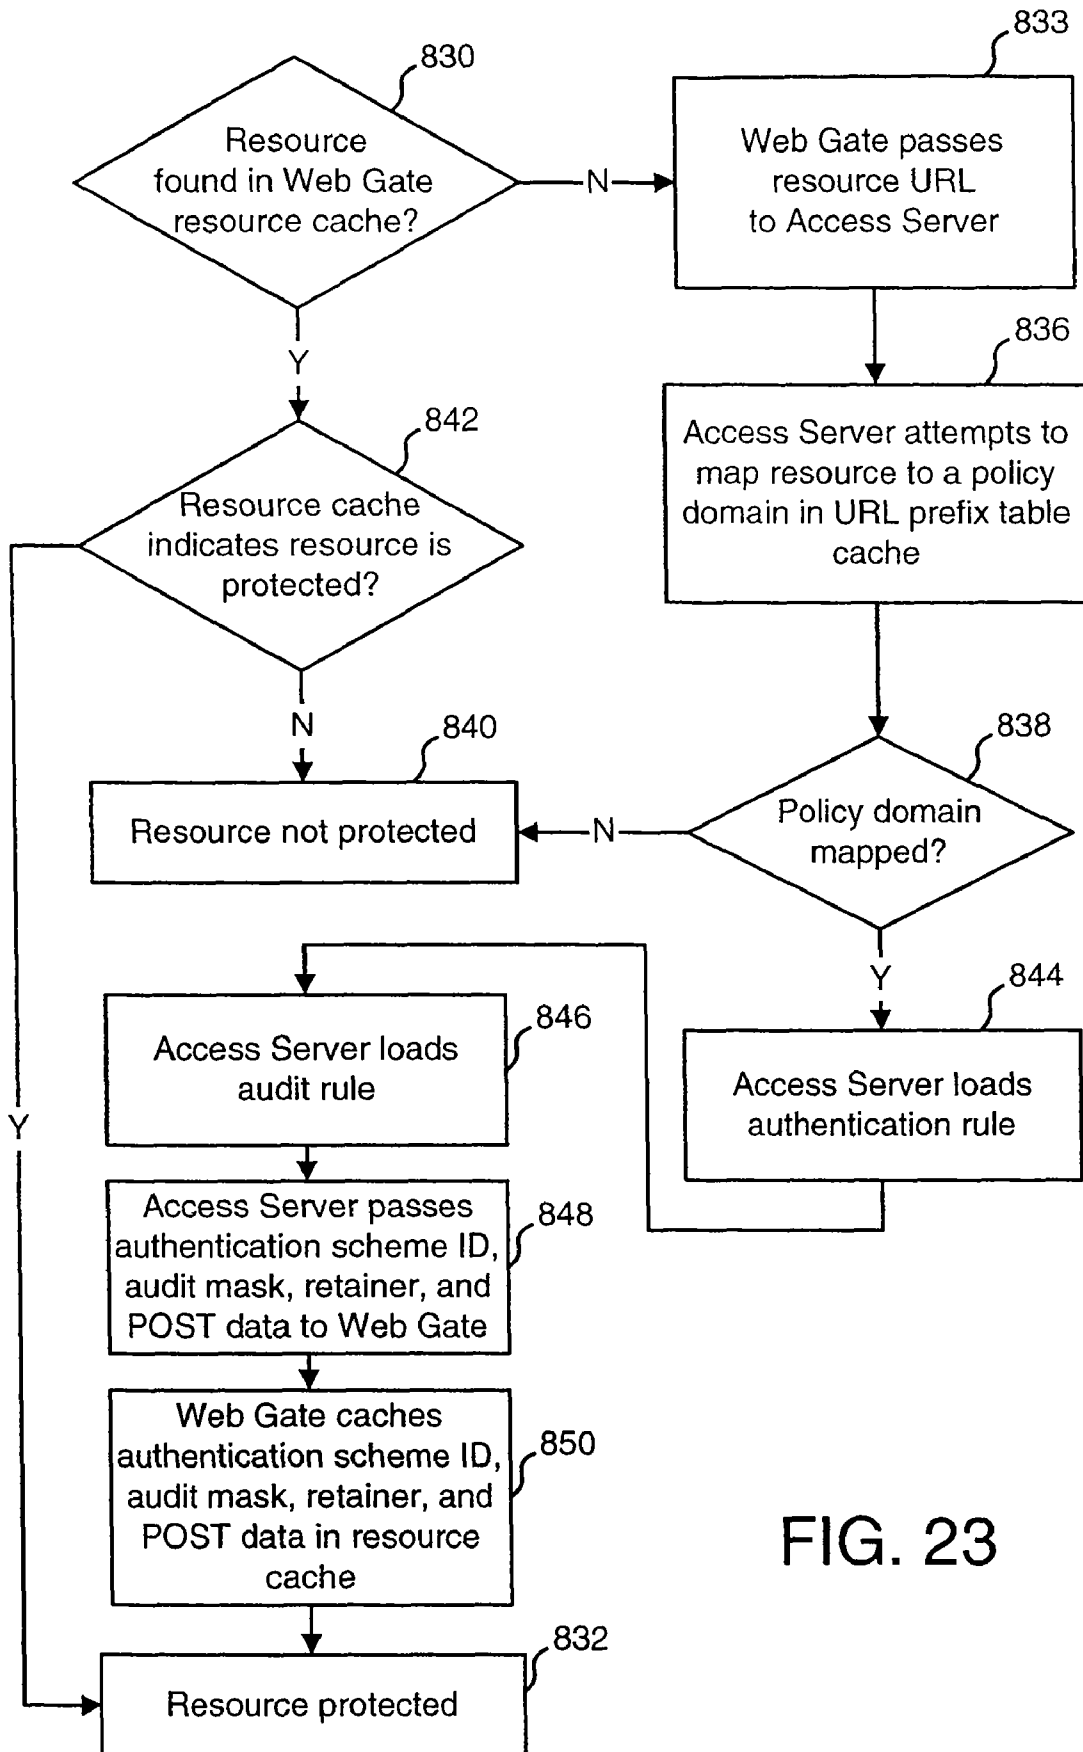 830
Resource
found in Web Gate
resource cache?
N
833
Web Gate passes
resource URL
to Access Server
Y
836
Access Server attempts to
map resource to a policy
domain in URL prefix table
cache
842
Resource cache
indicates resource is
protected?
N
840
Resource not protected
838
Policy domain
mapped?
N
Y
844
Access Server loads
authentication rule
846
Access Server loads
audit rule
Y
848
Access Server passes
authentication scheme ID,
audit mask, retainer, and
POST data to Web Gate
850
Web Gate caches
authentication scheme ID,
audit mask, retainer, and
POST data in resource
cache
832
Resource protected
FIG. 23